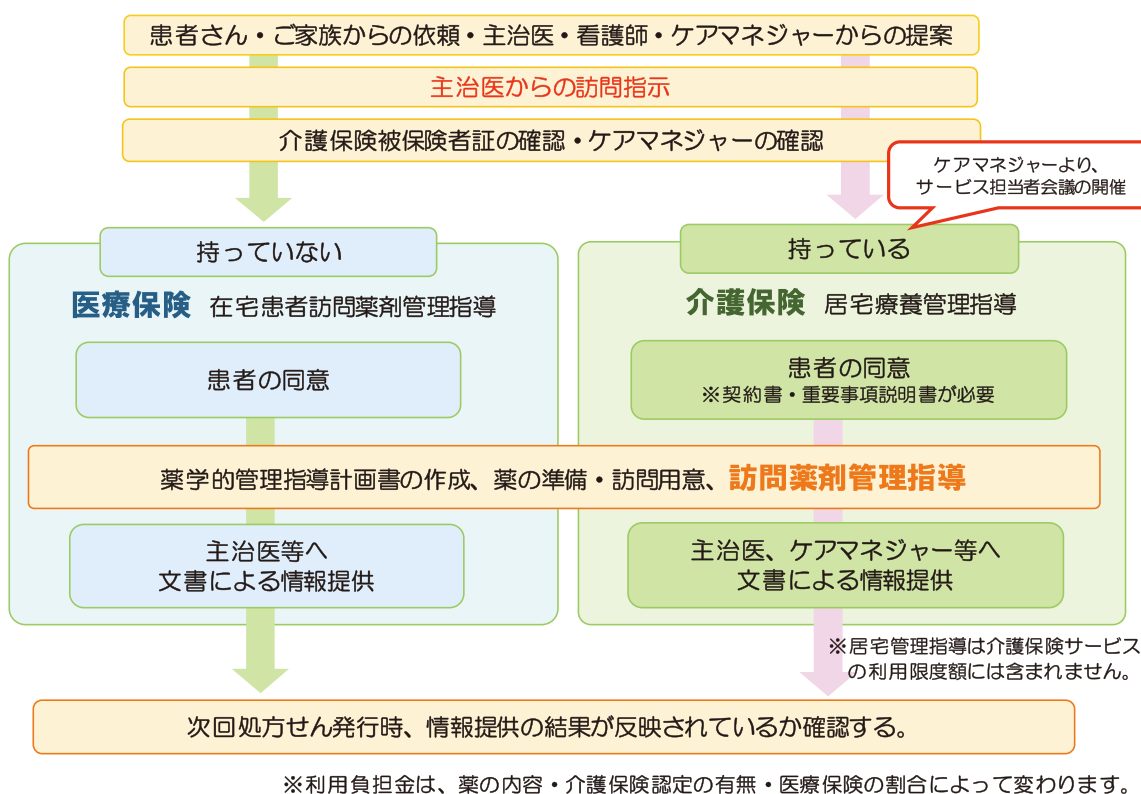 患者さん・ご家族からの依頼・主治医・看護師・ケアマネジャーからの提案
主治医からの訪問指示
介護保険被保険者証の確認・ケアマネジャーの確認
ケアマネジャーより、
サービス担当者会議の開催
持っていない
医療保険 在宅患者訪問薬剤管理指導
患者の同意
持っている
介護保険 居宅療養管理指導
患者の同意
※契約書・重要事項説明書が必要
薬学的管理指導計画書の作成、薬の準備・訪問用意、訪問薬剤管理指導
主治医等へ
文書による情報提供
主治医、ケアマネジャー等へ
文書による情報提供
※居宅管理指導は介護保険サービス
の利用限度額には含まれません。
次回処方せん発行時、情報提供の結果が反映されているか確認する。
※利用負担金は、薬の内容・介護保険認定の有無・医療保険の割合によって変わります。